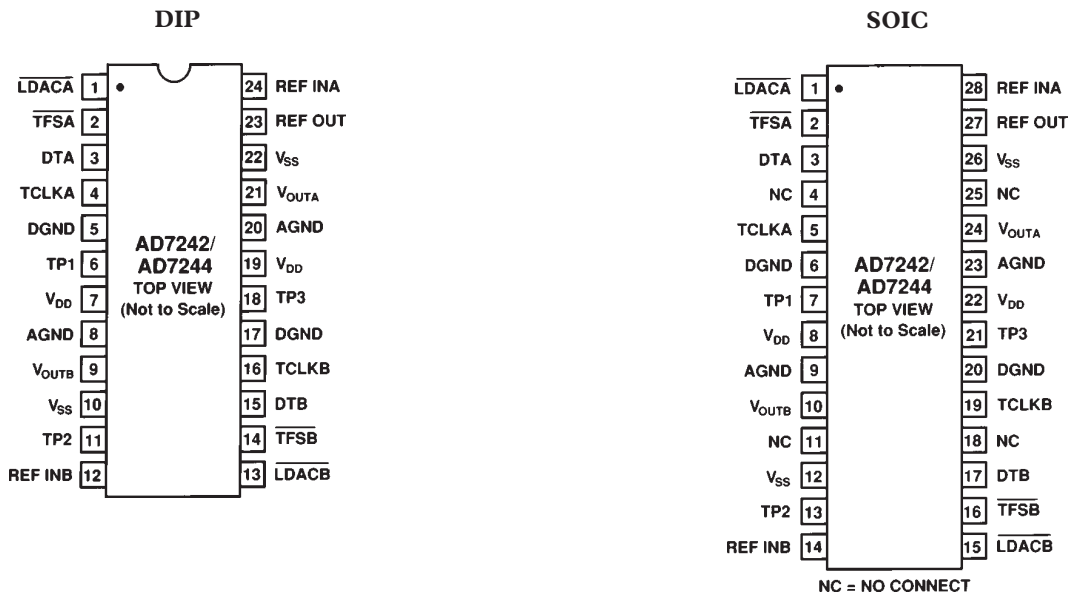 DIP
LDACA 1
TFSA 2
DTA 3
TCLKA 4
DGND 5
TP1 6
VDD 7
AGND 8
VOUTB 9
VSS 10
TP2 11
REF INB 12
AD7242/
AD7244
TOP VIEW
(Not to Scale)
24 REF INA
23 REF OUT
22 VSS
21 VOUTA
20 AGND
19 VDD
18 TP3
17 DGND
16 TCLKB
15 DTB
14 TFSB
13 LDACB
SOIC
LDACA 1
TFSA 2
DTA 3
NC 4
TCLKA 5
DGND 6
TP1 7
VDD 8
AGND 9
VOUTB 10
NC 11
VSS 12
TP2 13
REF INB 14
AD7242/
AD7244
TOP VIEW
(Not to Scale)
28 REF INA
27 REF OUT
26 VSS
25 NC
24 VOUTA
23 AGND
22 VDD
21 TP3
20 DGND
19 TCLKB
18 NC
17 DTB
16 TFSB
15 LDACB
NC = NO CONNECT